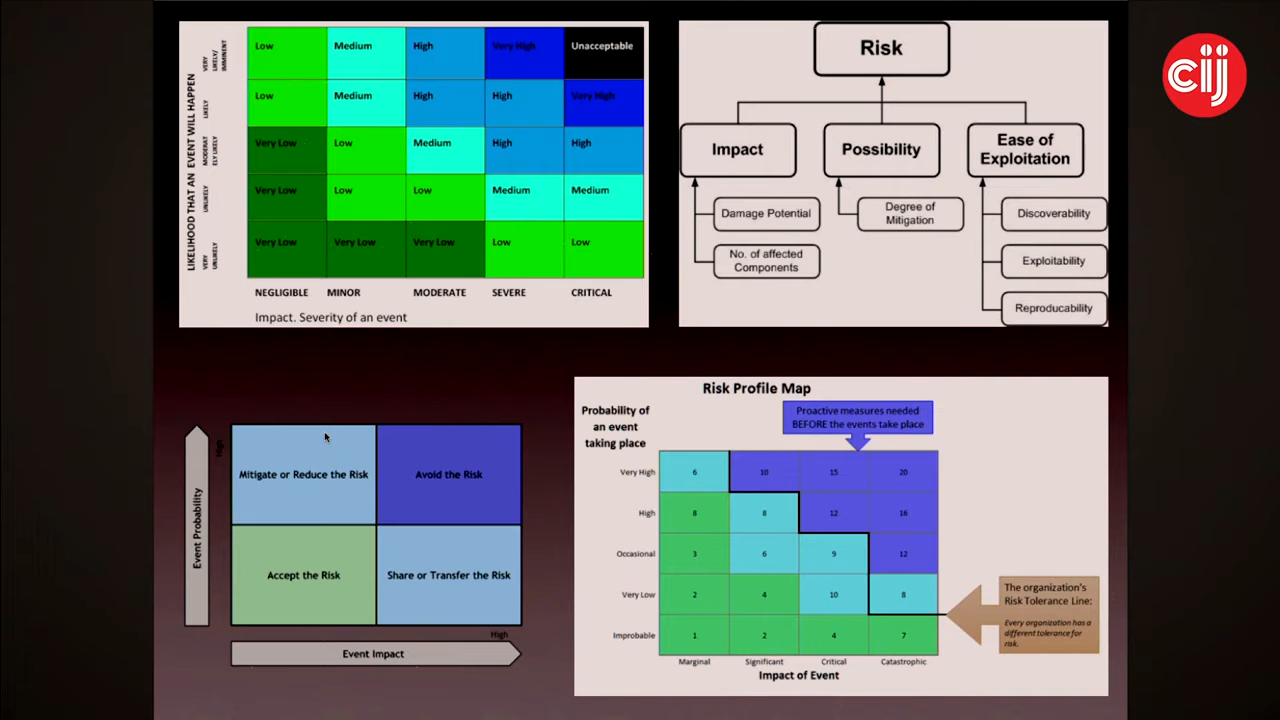 Low
Medium
High
Very High
Unacceptable
Low
Medium
High
High
Very High
Very Low
Low
Medium
High
High
Very Low
Low
Low
Medium
Medium
Very Low
Very Low
Very Low
Low
Low
LIKELIHOOD THAT AN EVENT WILL HAPPEN
VERY
LIKELY/
IMMINENT
LIKELY
MODERAT
ELY LIKELY
UNLIKELY
VERY
UNLIKELY
NEGLIGIBLE
MINOR
MODERATE
SEVERE
CRITICAL
Impact. Severity of an event
Risk
Impact
Possibility
Ease of
Exploitation
Damage Potential
No. of affected
Components
Degree of
Mitigation
Discoverability
Exploitability
Reproducability
cij
Event Probability
High
Mitigate or Reduce the Risk
Avoid the Risk
Accept the Risk
Share or Transfer the Risk
High
Event Impact
Risk Profile Map
Probability of
an event
taking place
Proactive measures needed
BEFORE the events take place
Very High
6
10
15
20
High
8
8
12
16
Occasional
3
6
9
12
Very Low
2
4
10
8
Improbable
1
2
4
7
Marginal
Significant
Critical
Catastrophic
Impact of Event
The organization's
Risk Tolerance Line:
Every organization has a
different tolerance for
risk.